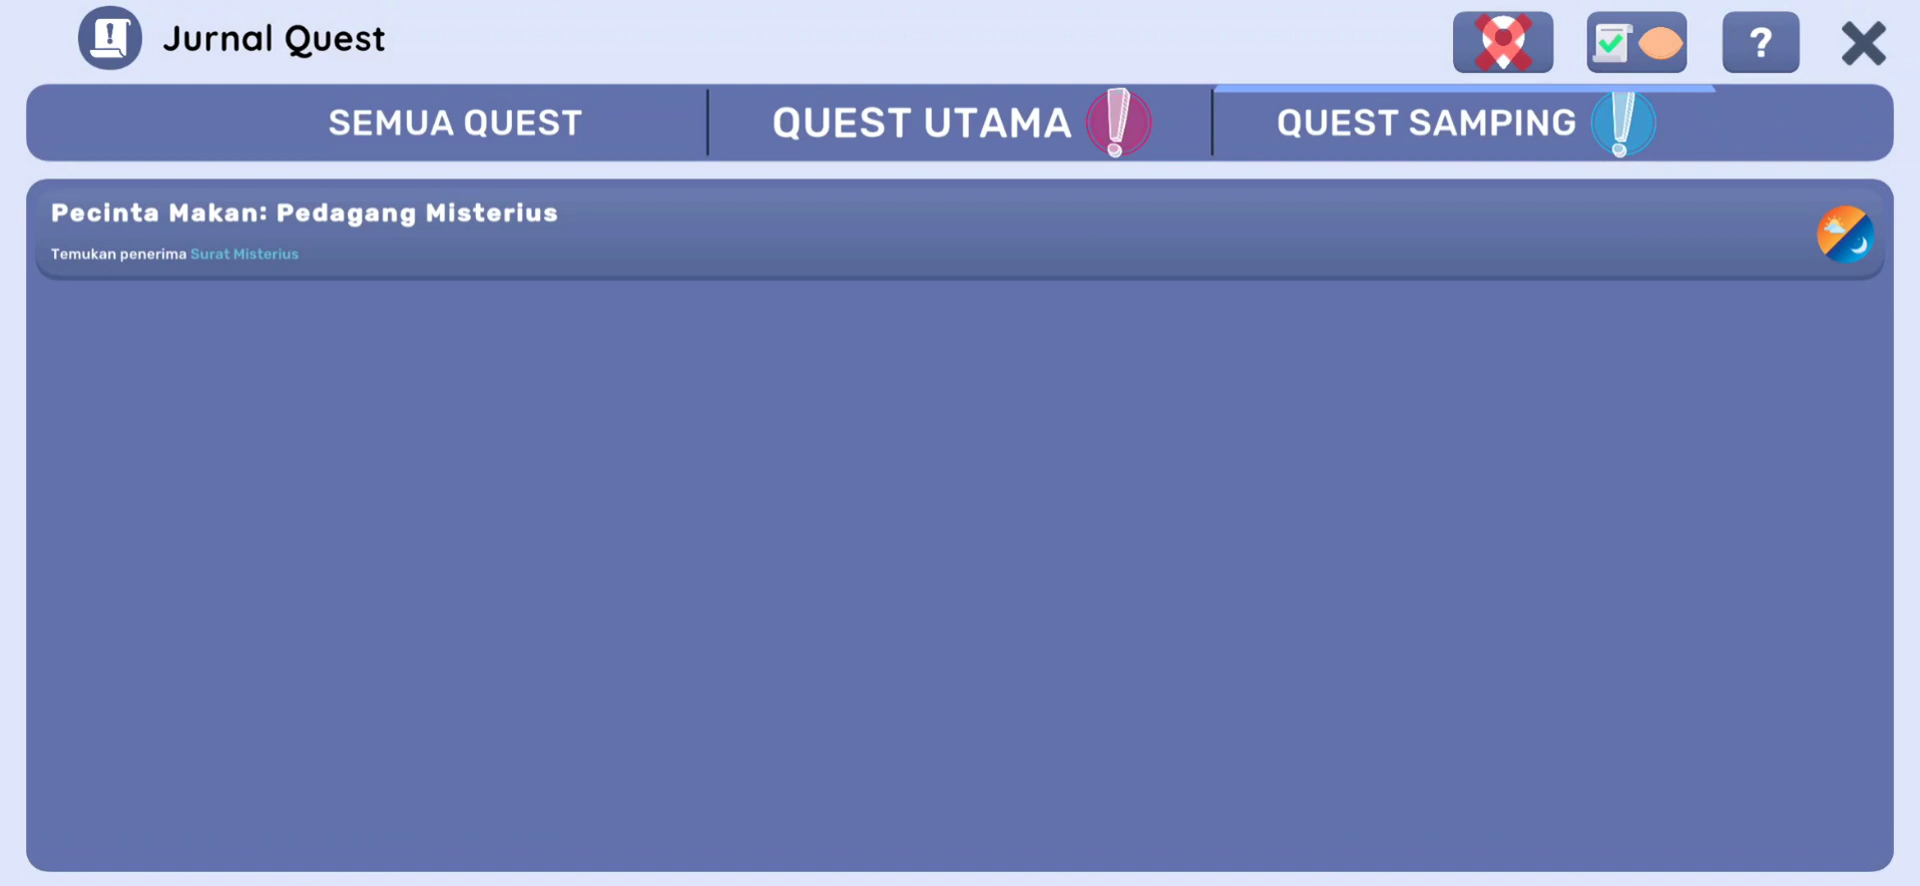 Jurnal Quest
?
SEMUA QUEST
QUEST UTAMA
QUEST SAMPING
Pecinta Makan: Pedagang Misterius
Temukan penerima Surat Misterius